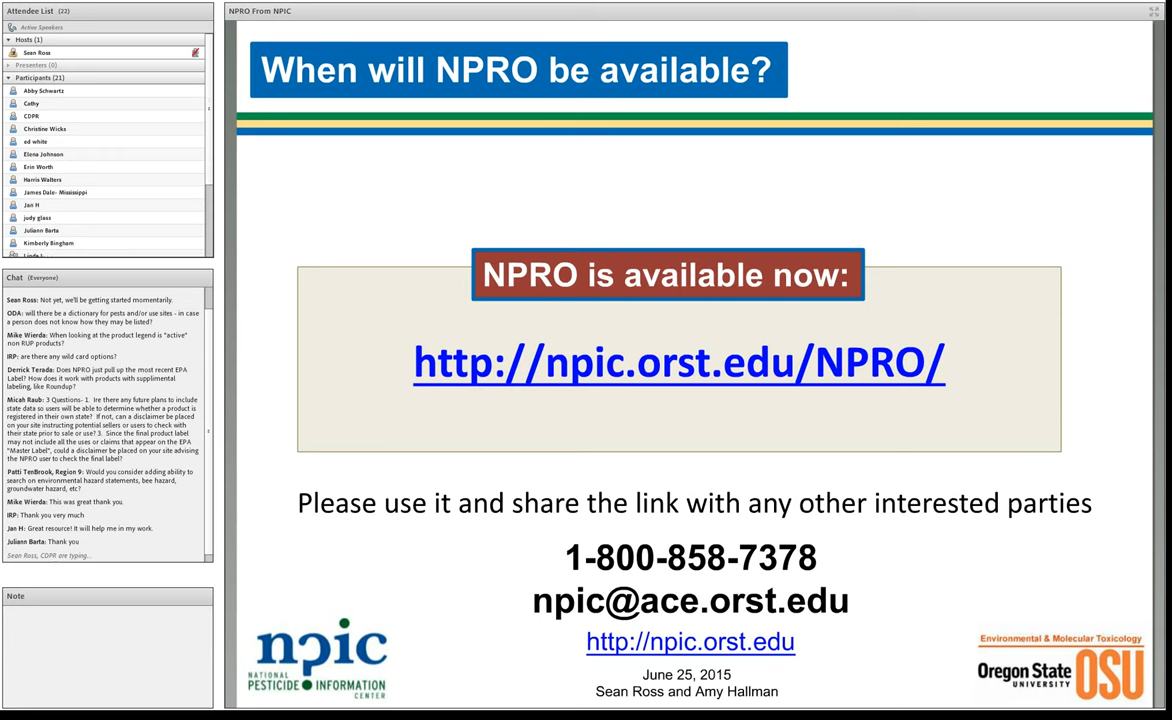 Attendee List (22)
Active Speakers
Hosts (1)
Sean Ross
Presenters (0)
Participants (21)
Abby Schwartz
Cathy
CDPR
Christine Wicks
ed white
Elena Johnson
Erin Worth
Harris Walters
James Dale- Mississippi
Jan H
judy glass
Juliann Barta
Kimberly Bingham
Chat (Everyone)
Sean Ross: Not yet, we'll be getting started momentarily.
ODA: will there be a dictionary for pests and/or use sites - in case
a person does not know how they may be listed?
Mike Wierda: When looking at the product legend is "active"
non RUP products?
IRP: are there any wild card options?
Derrick Terada: Does NPRO just pull up the most recent EPA
Label? How does it work with products with supplimental
labeling, like Roundup?
Micah Raub: 3 Questions- 1. Ire there any future plans to include
state data so users will be able to determine whether a product is
registered in their own state? If not, can a disclaimer be placed
on your site instructing potential sellers or users to check with
their state prior to sale or use? 3. Since the final product label
may not include all the uses or claims that appear on the EPA
"Master Label", could a disclaimer be placed on your site advising
the NPRO user to check the final label?
Patti TenBrook, Region 9: Would you consider adding ability to
search on environmental hazard statements, bee hazard,
groundwater hazard, etc?
Mike Wierda: This was great thank you.
IRP: Thank you very much
Jan H: Great resource! It will help me in my work.
Juliann Barta: Thank you
Sean Ross, CDPR are typing...
Note
NPRO From NPIC
When will NPRO be available?
NPRO is available now:
http://npic.orst.edu/NPRO/
Please use it and share the link with any other interested parties
1-800-858-7378
npic@ace.orst.edu
http://npic.orst.edu
June 25, 2015
Sean Ross and Amy Hallman
npic
NATIONAL
PESTICIDE INFORMATION
CENTER
Environmental & Molecular Toxicology
Oregon State
UNIVERSITY
OSU